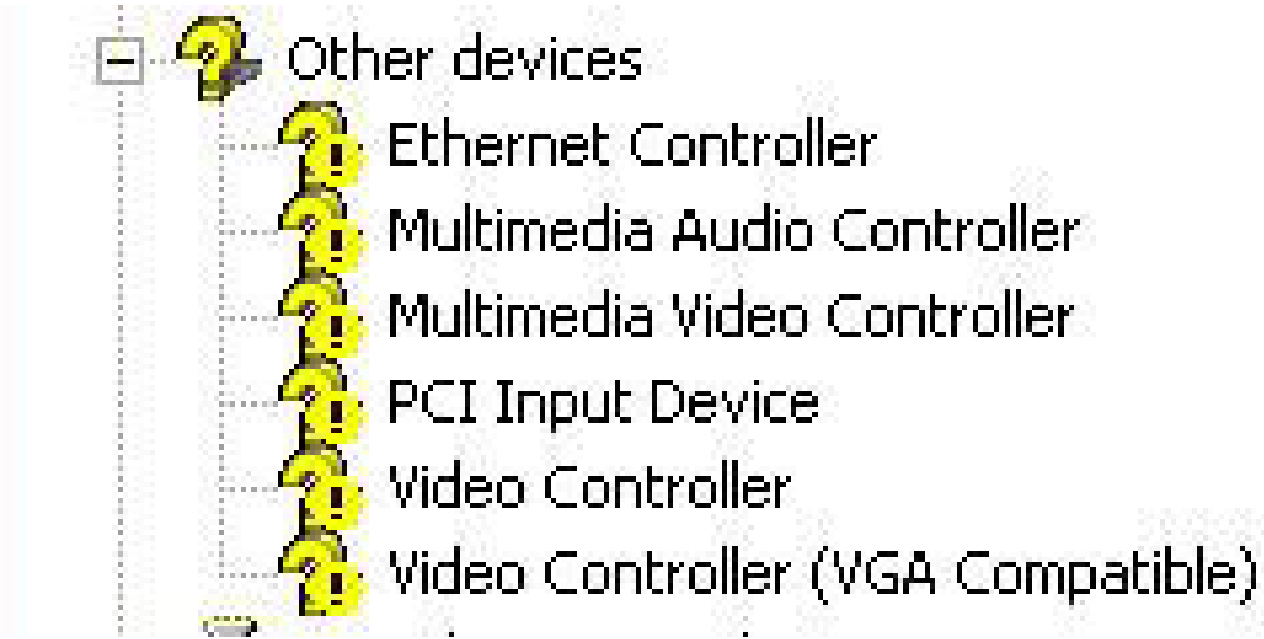 Other devices
Ethernet Controller
Multimedia Audio Controller
Multimedia Video Controller
PCI Input Device
Video Controller
Video Controller (VGA Compatible)